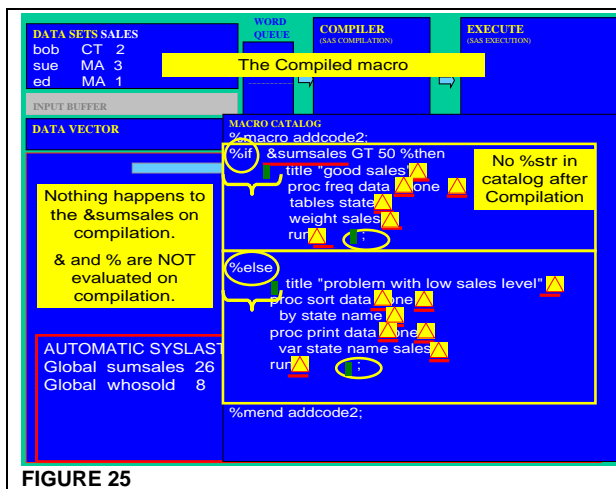 DATA SETS SALES
bob CT 2
sue MA 3
ed MA 1
WORD
QUEUE
COMPILER
(SAS COMPILATION)
EXECUTE
(SAS EXECUTION)
The Compiled macro
INPUT BUFFER
DATA VECTOR
MACRO CATALOG
%macro addcode2;
%if &sumsales GT 50 %then
title "good sales"
proc freq data one
tables state
weight sales
run
;
No %str in
catalog after
Compilation
Nothing happens to
the &sumsales on
compilation.
& and % are NOT
evaluated on
compilation.
%else
title "problem with low sales level"
proc sort data one
by state name
proc print data one
var state name sales
run
;
%mend addcode2;
AUTOMATIC SYSLAST
Global sumsales 26
Global whosold 8
FIGURE 25